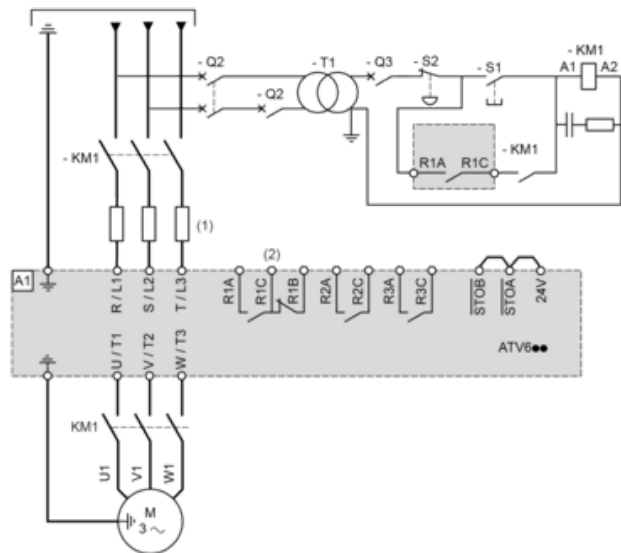 - Q2
- T1
- Q3
- S2
- S1
- KM1
A1 A2
- Q2
- KM1
R1A R1C
- KM1
(1)
(2)
A1
R / L1
S / L2
T / L3
R1A
R1C
R1B
R2A
R2C
R3A
R3C
STOB
STOA
24V
U / T1
V / T2
W / T3
ATV6●●
KM1
U1
V1
W1
M
3 ~